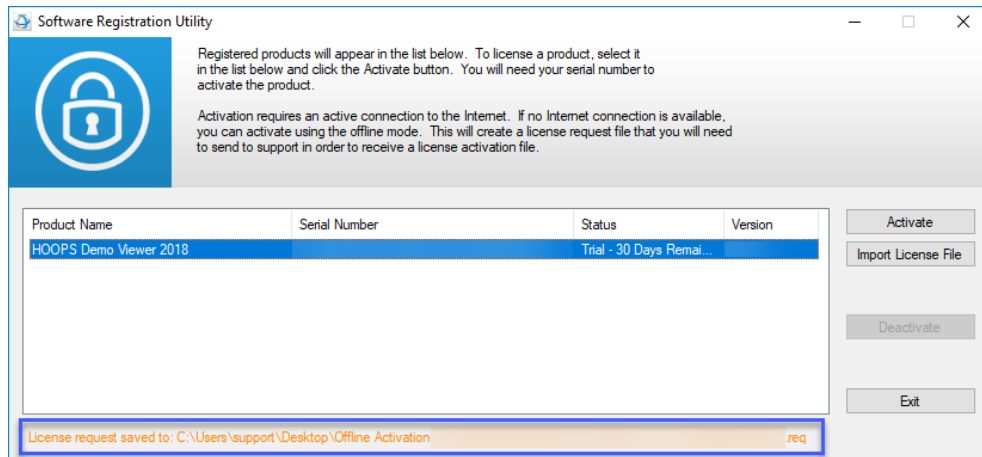 Software Registration Utility
Registered products will appear in the list below. To license a product, select it
in the list below and click the Activate button. You will need your serial number to
activate the product.
Activation requires an active connection to the Internet. If no Internet connection is available,
you can activate using the offline mode. This will create a license request file that you will need
to send to support in order to receive a license activation file.
Product Name Serial Number Status Version
Activate
HOOPS Demo Viewer 2018 Trial - 30 Days Remai...
Import License File
Deactivate
Exit
License request saved to: C:\Users\support\Desktop\Offline Activation .req